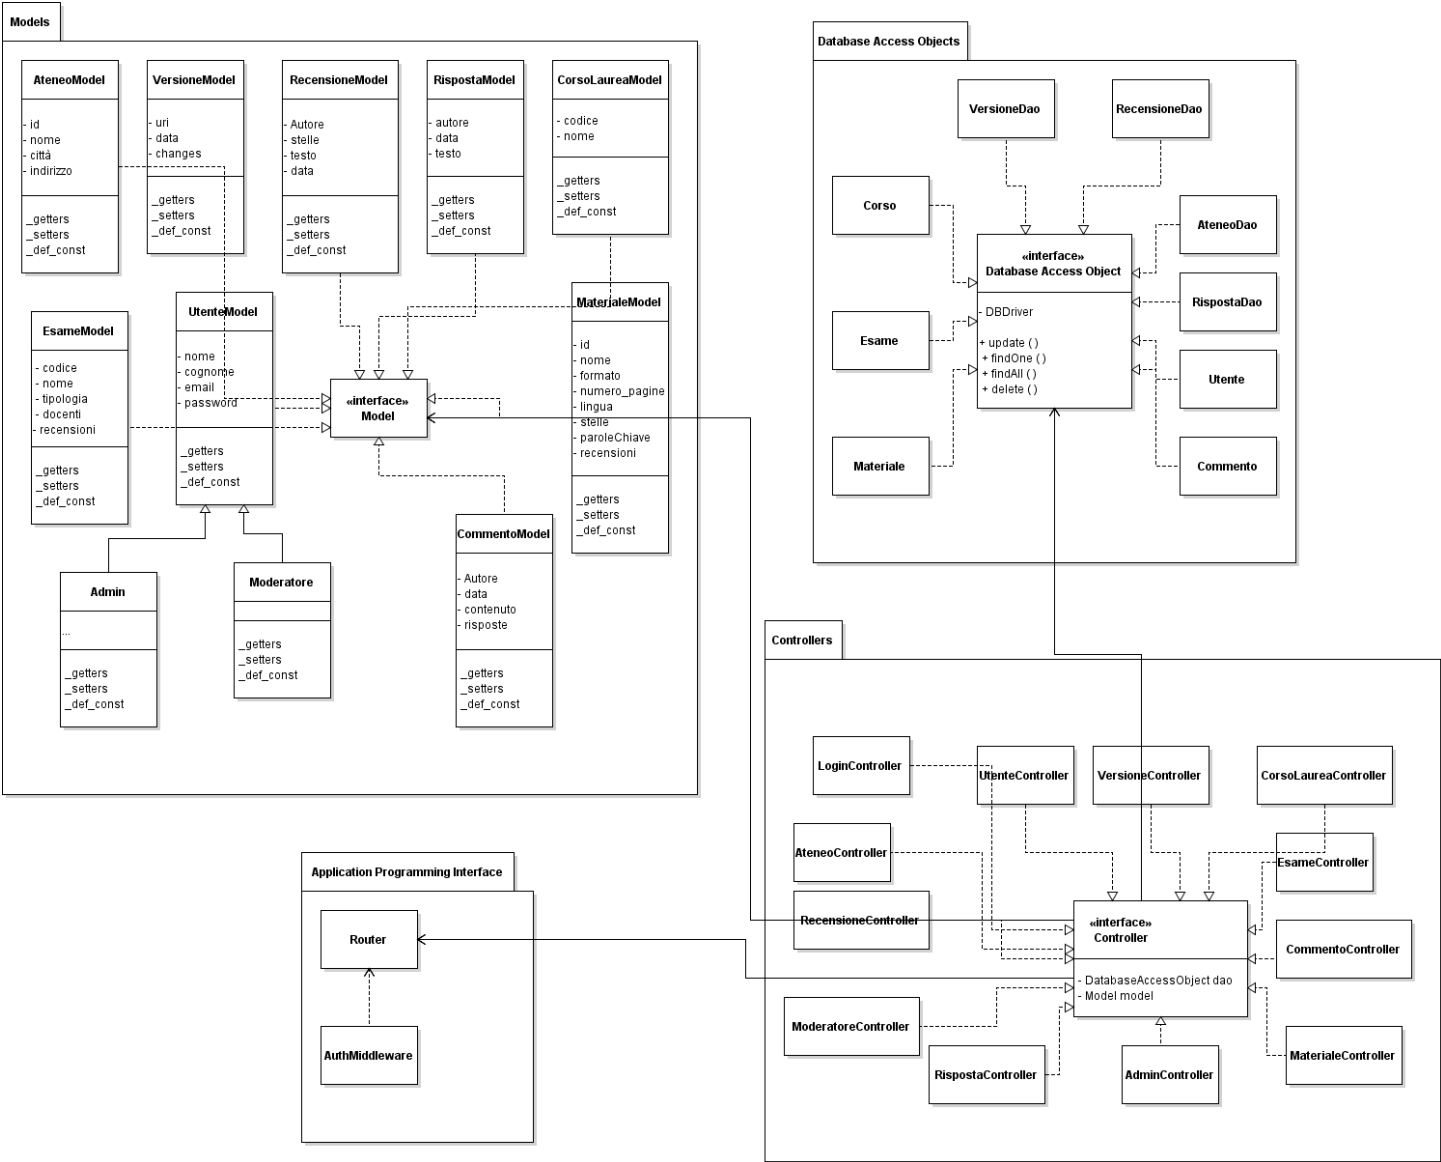 Models
AteneoModel
- id
- nome
- città
- indirizzo
_getters
_setters
_def_const
VersioneModel
- uri
- data
- changes
_getters
_setters
_def_const
RecensioneModel
- Autore
- stelle
- testo
- data
_getters
_setters
_def_const
RispostaModel
- autore
- data
- testo
_getters
_setters
_def_const
CorsoLaureaModel
- codice
- nome
_getters
_setters
_def_const
EsameModel
- codice
- nome
- tipologia
- docenti
- recensioni
_getters
_setters
_def_const
UtenteModel
- nome
- cognome
- email
- password
_getters
_setters
_def_const
«interface»
Model
MaterialeModel
- id
- nome
- formato
- numero_pagine
- lingua
- stelle
- paroleChiave
- recensioni
_getters
_setters
_def_const
Admin
...
_getters
_setters
_def_const
Moderatore
_getters
_setters
_def_const
CommentoModel
- Autore
- data
- contenuto
- risposte
_getters
_setters
_def_const
Database Access Objects
VersioneDao
RecensioneDao
Corso
AteneoDao
«interface»
Database Access Object
- DBDriver
+ update ( )
+ findOne ( )
+ findAll ( )
+ delete ( )
RispostaDao
Esame
Utente
Materiale
Commento
Controllers
LoginController
UtenteController
VersioneController
CorsoLaureaController
AteneoController
EsameController
RecensioneController
«interface»
Controller
- DatabaseAccessObject dao
- Model model
CommentoController
ModeratoreController
RispostaController
AdminController
MaterialeController
Application Programming Interface
Router
AuthMiddleware